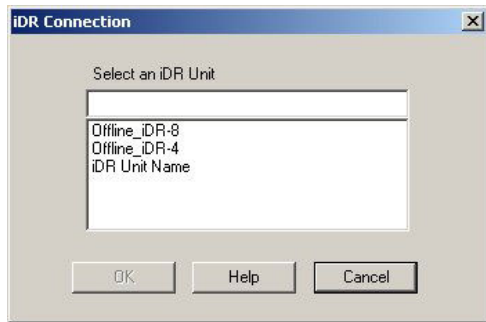 iDR Connection
Select an iDR Unit
Offline_iDR-8
Offline_iDR-4
iDR Unit Name
OK Help Cancel